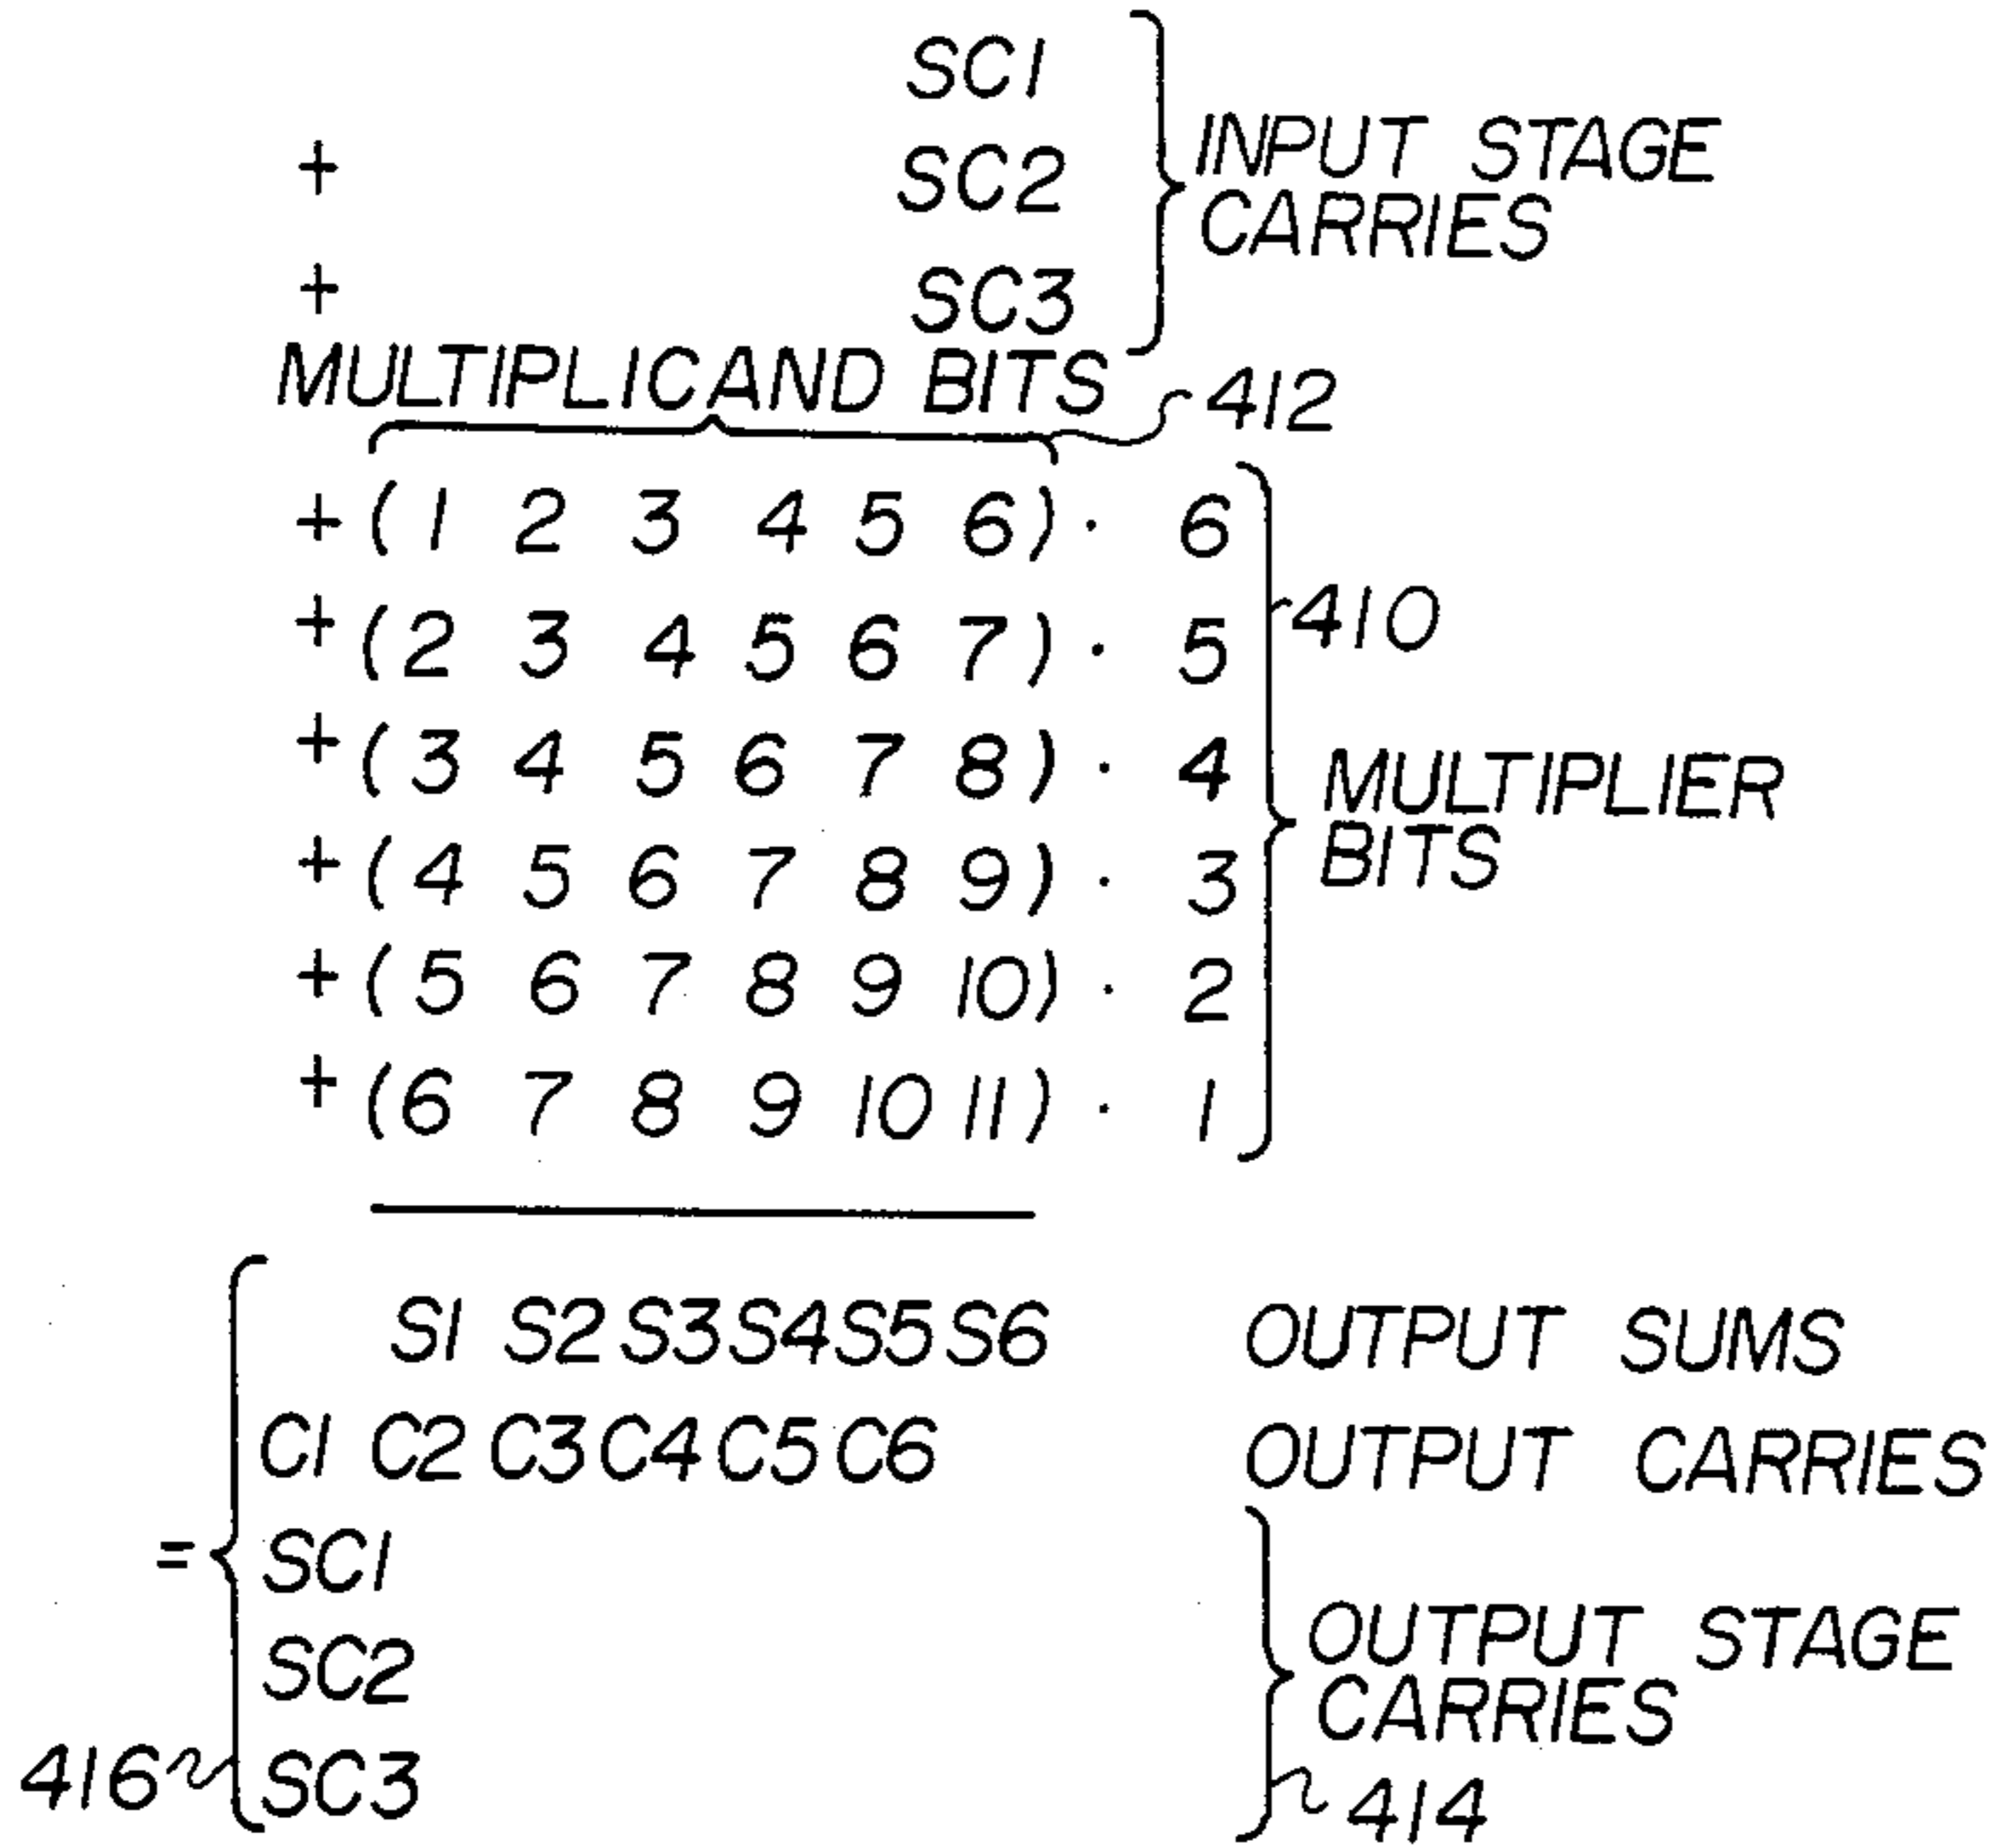 SC1
+ SC2
+ SC3
INPUT STAGE
CARRIES
MULTIPLICAND BITS
412
+ (1 2 3 4 5 6) · 6
+ (2 3 4 5 6 7) · 5
+ (3 4 5 6 7 8) · 4
+ (4 5 6 7 8 9) · 3
+ (5 6 7 8 9 10) · 2
+ (6 7 8 9 10 11) · 1
410
MULTIPLIER
BITS
S1 S2 S3 S4 S5 S6 OUTPUT SUMS
C1 C2 C3 C4 C5 C6 OUTPUT CARRIES
= SC1
SC2
416 SC3
OUTPUT STAGE
CARRIES
414